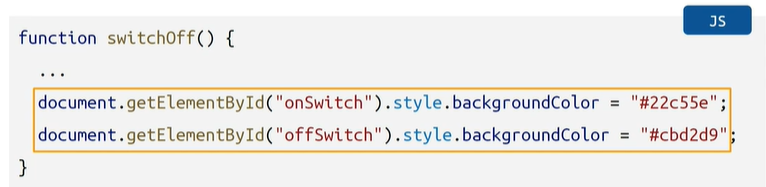 JS
function switchOff() {
...
document.getElementById("onSwitch").style.backgroundColor = "#22c55e";
document.getElementById("offSwitch").style.backgroundColor = "#cbd2d9";
}